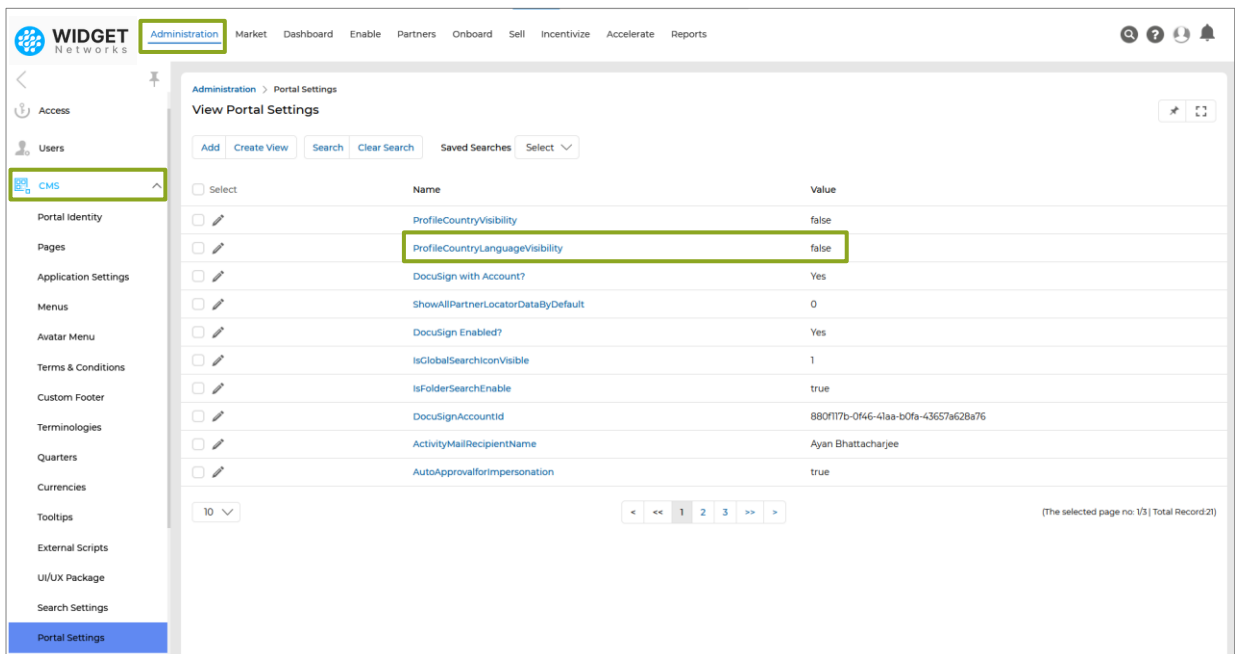 WIDGET
Networks
Administration Market Dashboard Enable Partners Onboard Sell Incentivize Accelerate Reports
Access
Users
CMS
Portal Identity
Pages
Application Settings
Menus
Avatar Menu
Terms & Conditions
Custom Footer
Terminologies
Quarters
Currencies
Tooltips
External Scripts
UI/UX Package
Search Settings
Portal Settings
Administration > Portal Settings
View Portal Settings
Add Create View Search Clear Search Saved Searches Select
Select Name Value
ProfileCountryVisibility false
ProfileCountryLanguageVisibility false
DocuSign with Account? Yes
ShowAllPartnerLocatorDataByDefault 0
DocuSign Enabled? Yes
IsGlobalSearchIconVisible 1
IsFolderSearchEnable true
DocuSignAccountId 880f117b-0f46-41aa-b0fa-43657a628a76
ActivityMailRecipientName Ayan Bhattacharjee
AutoApprovalforImpersonation true
10 < << 1 2 3 >> > (The selected page no: 1/3 | Total Record:21)